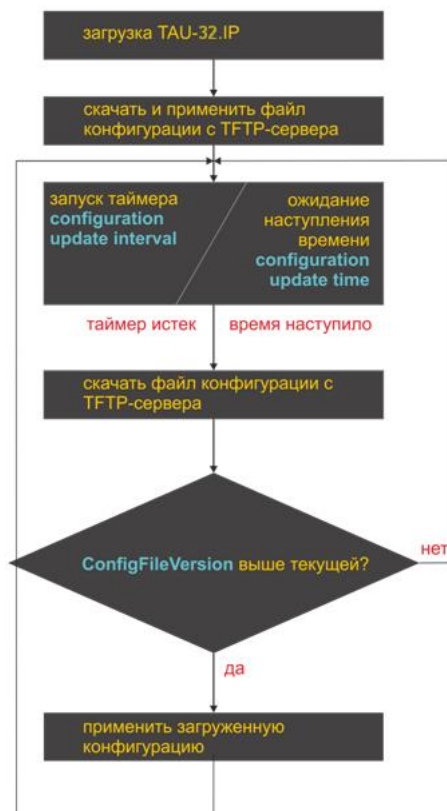 загрузка TAU-32.IP
скачать и применить файл
конфигурации с TFTP-сервера
запуск таймера
configuration
update interval
ожидание
наступления
времени
configuration
update time
таймер истек
время наступило
скачать файл конфигурации с
TFTP-сервера
ConfigFileVersion выше текущей?
нет
да
применить загруженную
конфигурацию